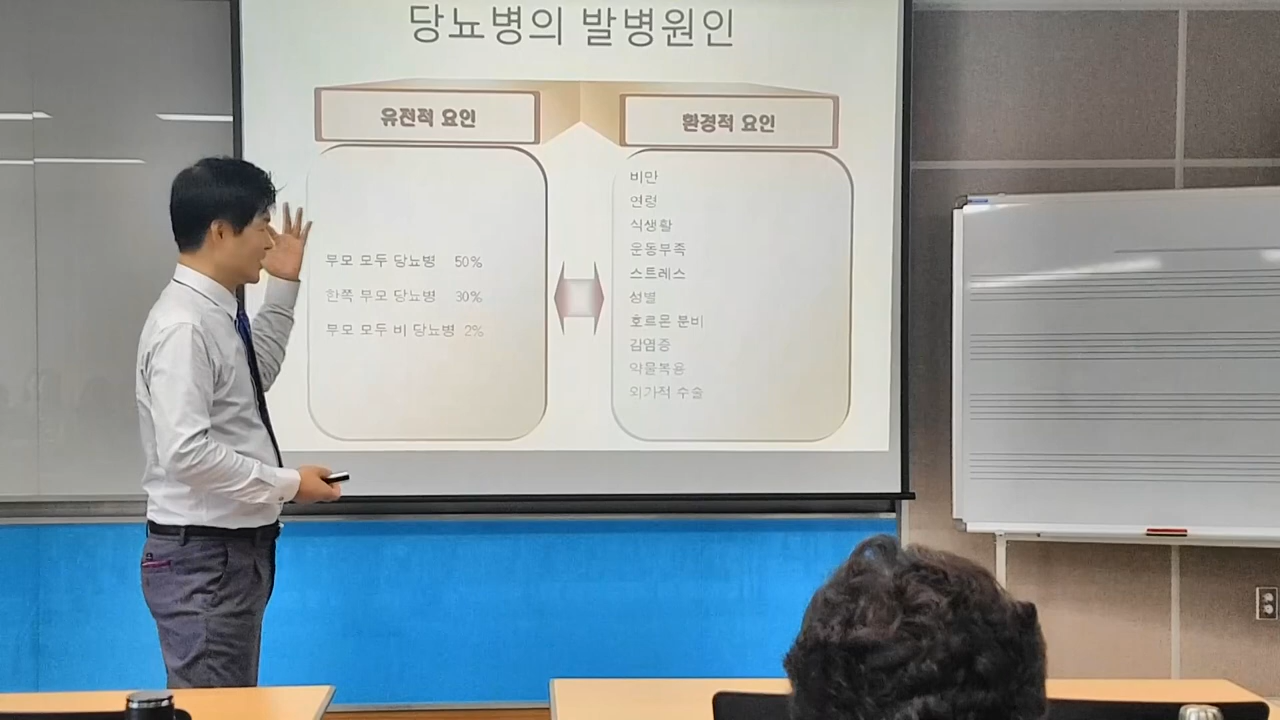 당뇨병의 발병원인
유전적 요인
부모 모두 당뇨병 50%
한쪽 부모 당뇨병 30%
부모 모두 비 당뇨병 2%
환경적 요인
비만
연령
식생활
운동부족
스트레스
성별
호르몬 분비
감염증
약물복용
외가적 수술